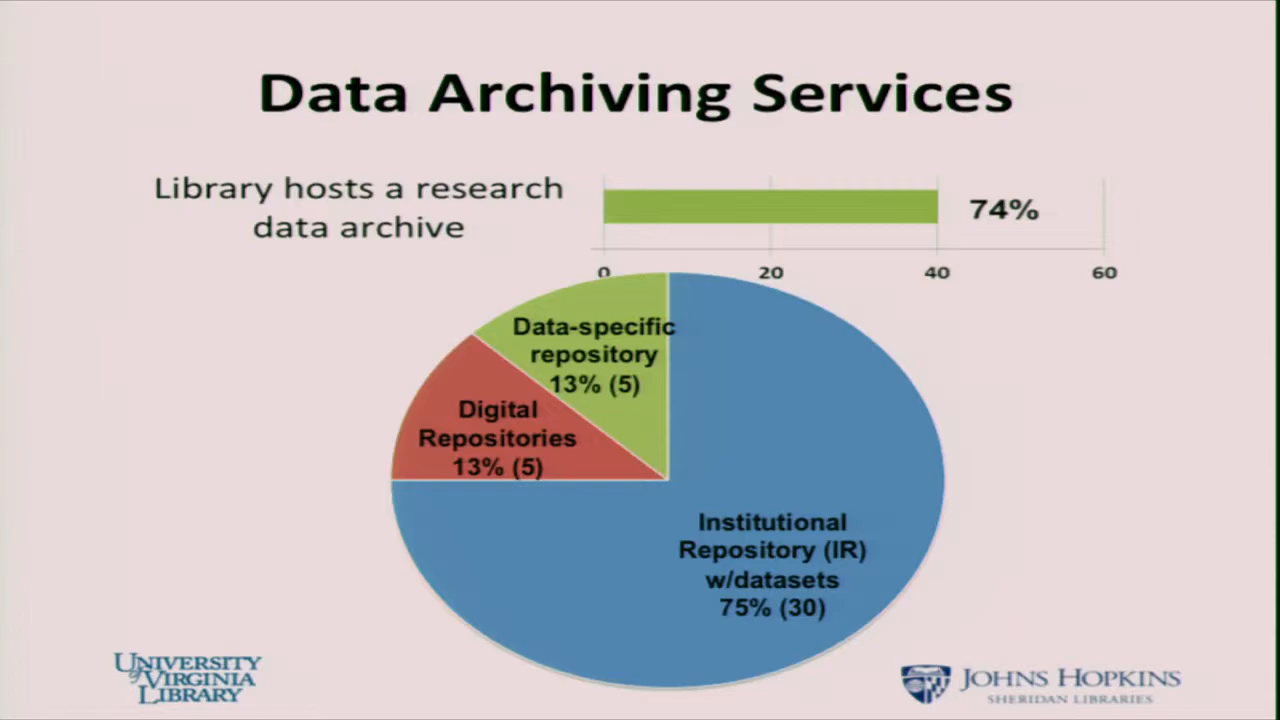 Data Archiving Services
Library hosts a research
data archive
74%
0 20 40 60
Data-specific
repository
13% (5)
Digital
Repositories
13% (5)
Institutional
Repository (IR)
w/datasets
75% (30)
UNIVERSITY
of VIRGINIA
LIBRARY
JOHNS HOPKINS
SHERIDAN LIBRARIES